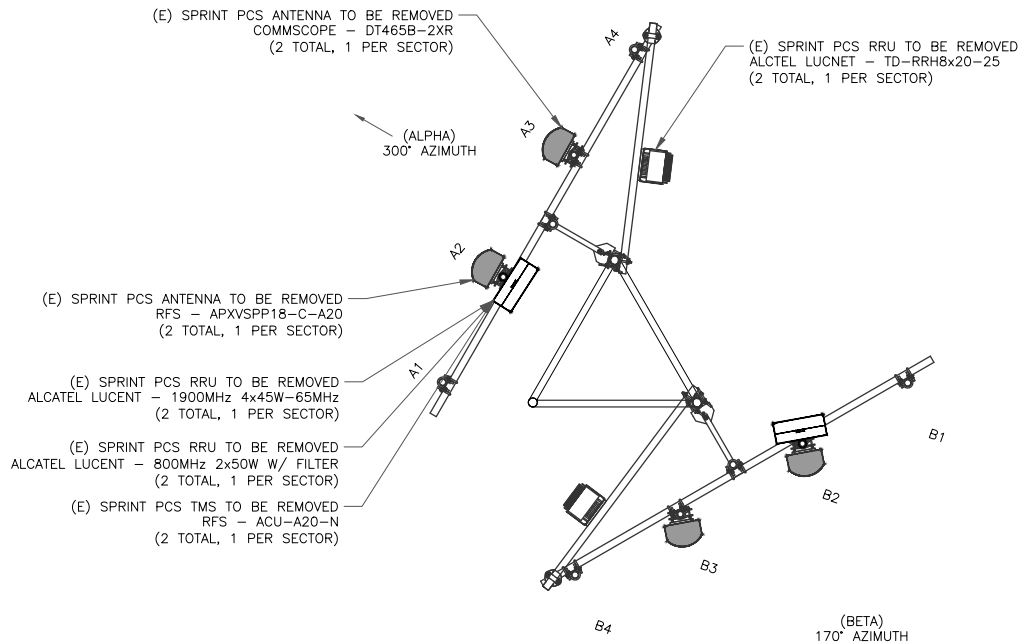 (E) SPRINT PCS ANTENNA TO BE REMOVED
COMMSCOPE - DT465B-2XR
(2 TOTAL, 1 PER SECTOR)
A4
(E) SPRINT PCS RRU TO BE REMOVED
ALCTEL LUCNET - TD-RRH8x20-25
(2 TOTAL, 1 PER SECTOR)
A3
(ALPHA)
300° AZIMUTH
A2
(E) SPRINT PCS ANTENNA TO BE REMOVED
RFS - APXVSPP18-C-A20
(2 TOTAL, 1 PER SECTOR)
A1
(E) SPRINT PCS RRU TO BE REMOVED
ALCATEL LUCENT - 1900MHz 4x45W-65MHz
(2 TOTAL, 1 PER SECTOR)
(E) SPRINT PCS RRU TO BE REMOVED
ALCATEL LUCENT - 800MHz 2x50W W/ FILTER
(2 TOTAL, 1 PER SECTOR)
(E) SPRINT PCS TMS TO BE REMOVED
RFS - ACU-A20-N
(2 TOTAL, 1 PER SECTOR)
B1
B2
B3
B4
(BETA)
170° AZIMUTH